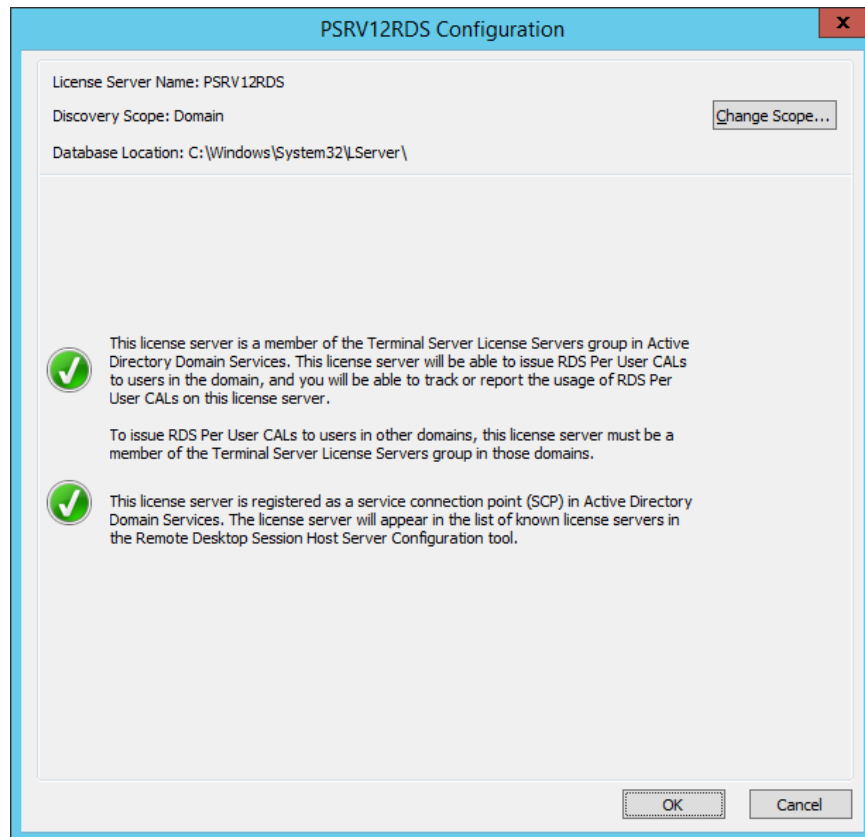 PSRV12RDS Configuration
x
License Server Name: PSRV12RDS
Discovery Scope: Domain
Change Scope...
Database Location: C:\Windows\System32\LServer\
This license server is a member of the Terminal Server License Servers group in Active
Directory Domain Services. This license server will be able to issue RDS Per User CALs
to users in the domain, and you will be able to track or report the usage of RDS Per
User CALs on this license server.
To issue RDS Per User CALs to users in other domains, this license server must be a
member of the Terminal Server License Servers group in those domains.
This license server is registered as a service connection point (SCP) in Active Directory
Domain Services. The license server will appear in the list of known license servers in
the Remote Desktop Session Host Server Configuration tool.
OK
Cancel